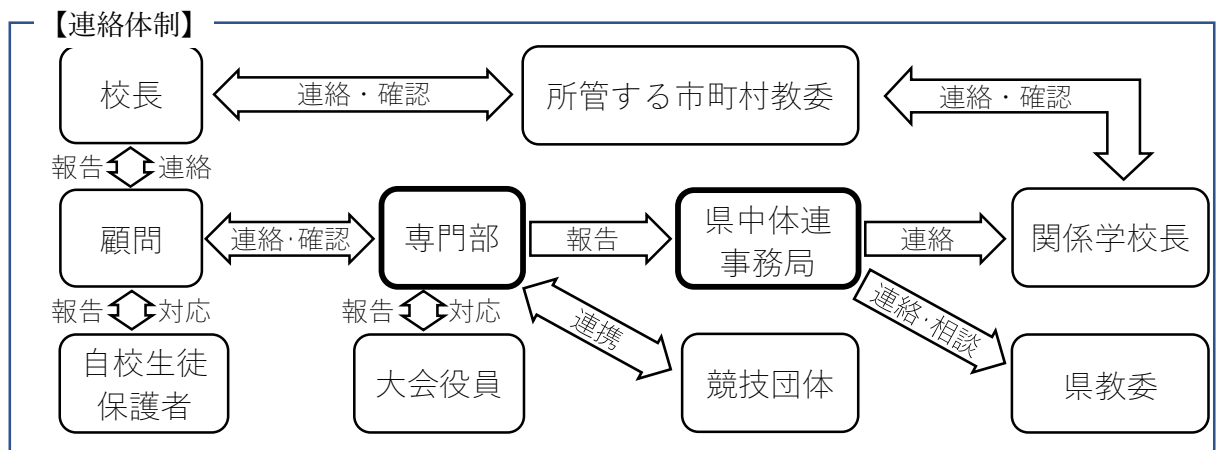 【連絡体制】
校長
連絡・確認
所管する市町村教委
連絡・確認
報告
連絡
顧問
連絡･確認
専門部
報告
県中体連
事務局
連絡
関係学校長
報告
対応
報告
対応
連携
連絡･相談
自校生徒
保護者
大会役員
競技団体
県教委